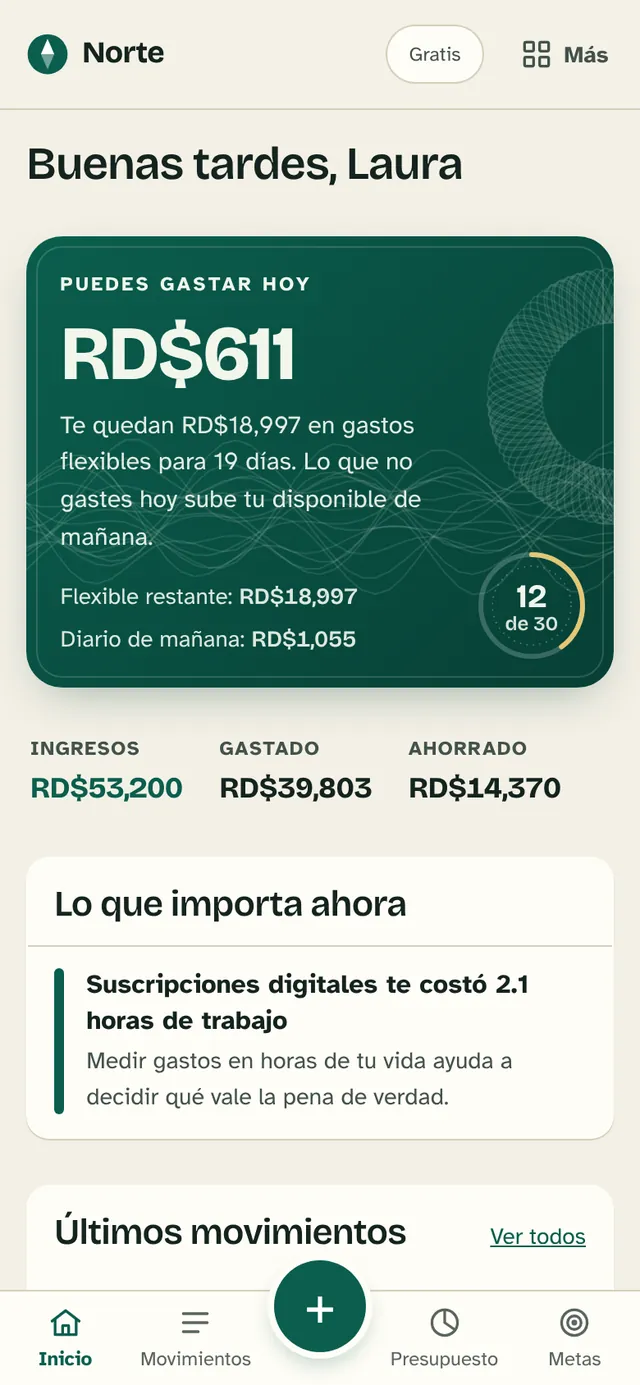 Norte
Gratis
Más
Buenas tardes, Laura
PUEDES GASTAR HOY
RD$611
Te quedan RD$18,997 en gastos
flexibles para 19 días. Lo que no
gastes hoy sube tu disponible de
mañana.
Flexible restante: RD$18,997
Diario de mañana: RD$1,055
12
de 30
INGRESOS
GASTADO
AHORRADO
RD$53,200
RD$39,803
RD$14,370
Lo que importa ahora
Suscripciones digitales te costó 2.1
horas de trabajo
Medir gastos en horas de tu vida ayuda a
decidir qué vale la pena de verdad.
Últimos movimientos
Ver todos
+
Inicio
Movimientos
Presupuesto
Metas